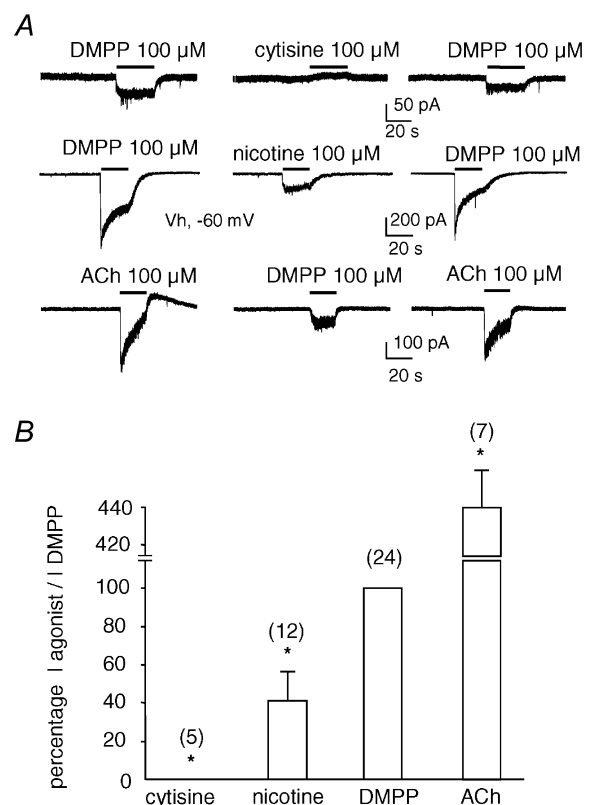 A
DMPP 100 µM
cytisine 100 µM
DMPP 100 µM
50 pA
20 s
DMPP 100 µM
nicotine 100 µM
DMPP 100 µM
Vh, -60 mV
200 pA
20 s
ACh 100 µM
DMPP 100 µM
ACh 100 µM
100 pA
20 s
B
percentage I agonist / I DMPP
440
420
100
80
60
40
20
0
(5)
*
(12)
*
(24)
(7)
*
cytisine
nicotine
DMPP
ACh